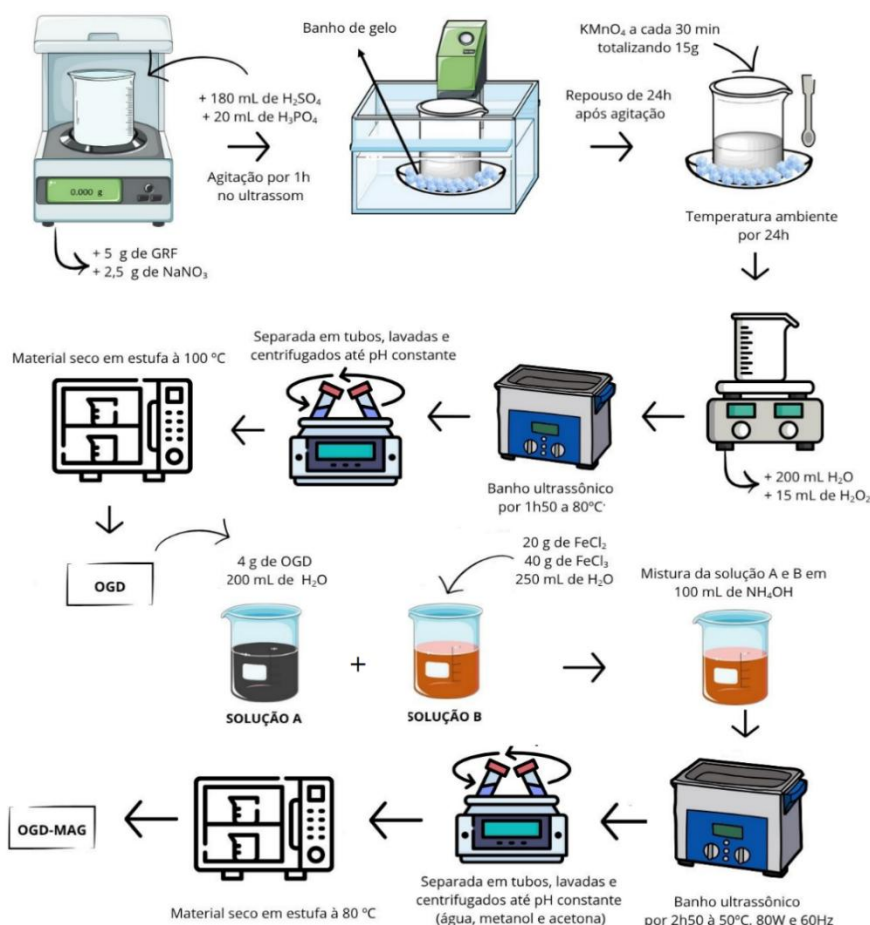 Banho de gelo
KMnO₄ a cada 30 min
totalizando 15g
+ 180 mL de H₂SO₄
+ 20 mL de H₃PO₄
Agitação por 1h
no ultrassom
Repouso de 24h
após agitação
0.000 g
+ 5 g de GRF
+ 2,5 g de NaNO₃
Temperatura ambiente
por 24h
Material seco em estufa à 100 ºC
Separada em tubos, lavadas e
centrifugados até pH constante
Banho ultrassônico
por 1h50 a 80ºC
+ 200 mL H₂O
+ 15 mL de H₂O₂
OGD
4 g de OGD
200 mL de H₂O
20 g de FeCl₂
40 g de FeCl₃
250 mL de H₂O
Mistura da solução A e B em
100 mL de NH₄OH
+
SOLUÇÃO A
SOLUÇÃO B
OGD-MAG
Material seco em estufa à 80 ºC
Separada em tubos, lavadas e
centrifugados até pH constante
(água, metanol e acetona)
Banho ultrassônico
por 2h50 à 50ºC, 80W e 60Hz